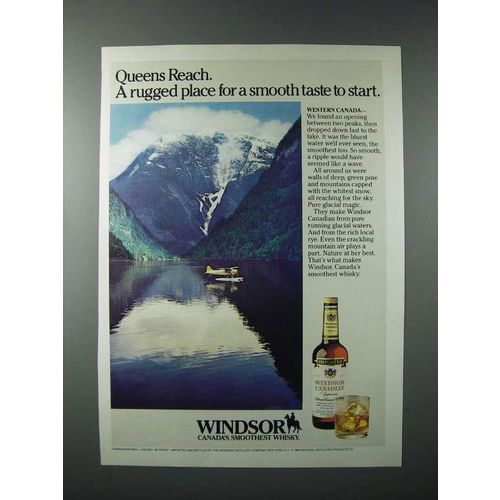 Queens Reach.
A rugged place for a smooth taste to start.
WESTERN CANADA –
We found an opening
between two peaks, then
dropped down fast to the
lake. It was the bluest
water we'd ever seen, the
smoothest too. So smooth,
a ripple would have
seemed like a wave.
All around us were
walls of deep, green pine
and mountains capped
with the whitest snow,
all reaching for the sky.
Pure glacial magic.
They make Windsor
Canadian from pure
running glacial waters.
And from the rich local
rye. Even the crackling
mountain air plays a
part. Nature at her best.
That's what makes
Windsor, Canada's
smoothest whisky.
IMPORTED
WINDSOR
CANADIAN
WINDSOR
CANADA'S SMOOTHEST WHISKY.